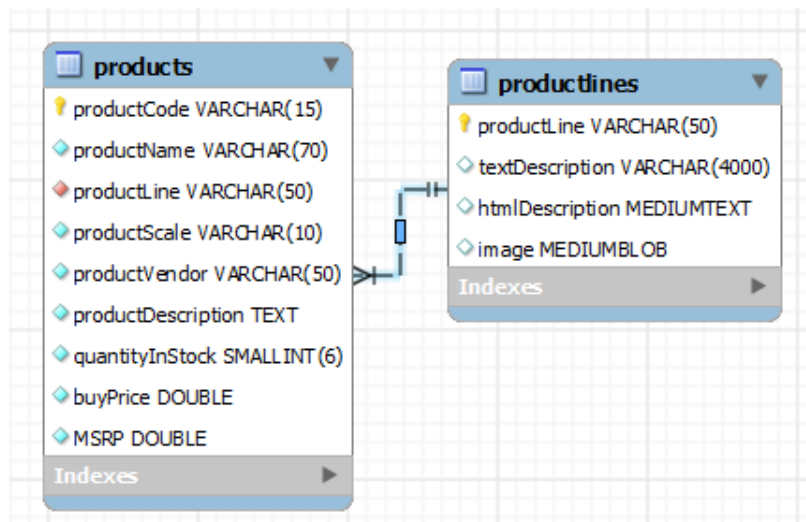 products
productCode VARCHAR(15)
productName VARCHAR(70)
productLine VARCHAR(50)
productScale VARCHAR(10)
productVendor VARCHAR(50)
productDescription TEXT
quantityInStock SMALLINT(6)
buyPrice DOUBLE
MSRP DOUBLE
Indexes
productlines
productLine VARCHAR(50)
textDescription VARCHAR(4000)
htmlDescription MEDIUMTEXT
image MEDIUMBLOB
Indexes